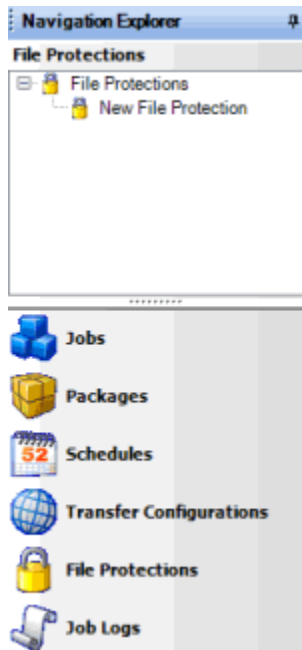 Navigation Explorer
File Protections
File Protections
New File Protection
Jobs
Packages
52
Schedules
Transfer Configurations
File Protections
Job Logs